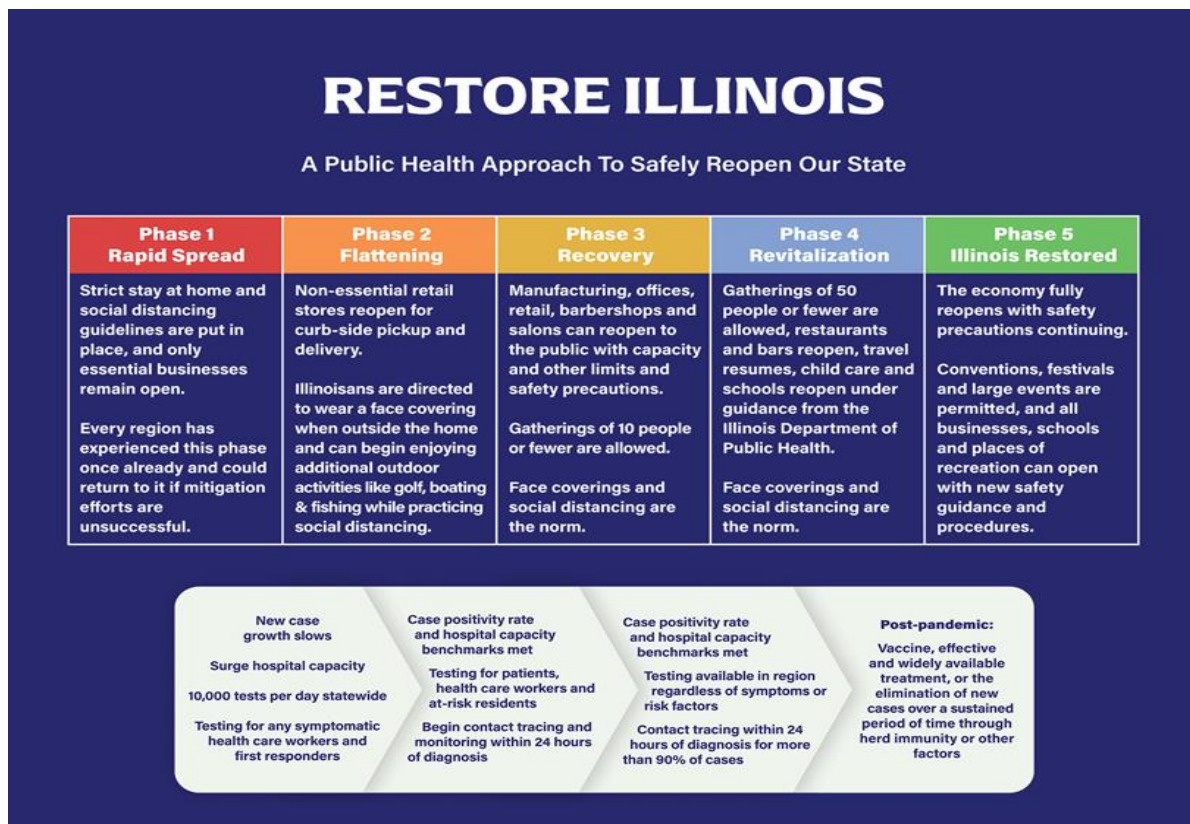 RESTORE ILLINOIS
A Public Health Approach To Safely Reopen Our State
Phase 1
Rapid Spread
Strict stay at home and
social distancing
guidelines are put in
place, and only
essential businesses
remain open.
Every region has
experienced this phase
once already and could
return to it if mitigation
efforts are
unsuccessful.
Phase 2
Flattening
Non-essential retail
stores reopen for
curb-side pickup and
delivery.
Illinoisans are directed
to wear a face covering
when outside the home
and can begin enjoying
additional outdoor
activities like golf, boating
& fishing while practicing
social distancing.
Phase 3
Recovery
Manufacturing, offices,
retail, barbershops and
salons can reopen to
the public with capacity
and other limits and
safety precautions.
Gatherings of 10 people
or fewer are allowed.
Face coverings and
social distancing are
the norm.
Phase 4
Revitalization
Gatherings of 50
people or fewer are
allowed, restaurants
and bars reopen, travel
resumes, child care and
schools reopen under
guidance from the
Illinois Department of
Public Health.
Face coverings and
social distancing are
the norm.
Phase 5
Illinois Restored
The economy fully
reopens with safety
precautions continuing.
Conventions, festivals
and large events are
permitted, and all
businesses, schools
and places of
recreation can open
with new safety
guidance and
procedures.
New case
growth slows
Surge hospital capacity
10,000 tests per day statewide
Testing for any symptomatic
health care workers and
first responders
Case positivity rate
and hospital capacity
benchmarks met
Testing for patients,
health care workers and
at-risk residents
Begin contact tracing and
monitoring within 24 hours
of diagnosis
Case positivity rate
and hospital capacity
benchmarks met
Testing available in region
regardless of symptoms or
risk factors
Contact tracing within 24
hours of diagnosis for more
than 90% of cases
Post-pandemic:
Vaccine, effective
and widely available
treatment, or the
elimination of new
cases over a sustained
period of time through
herd immunity or other
factors